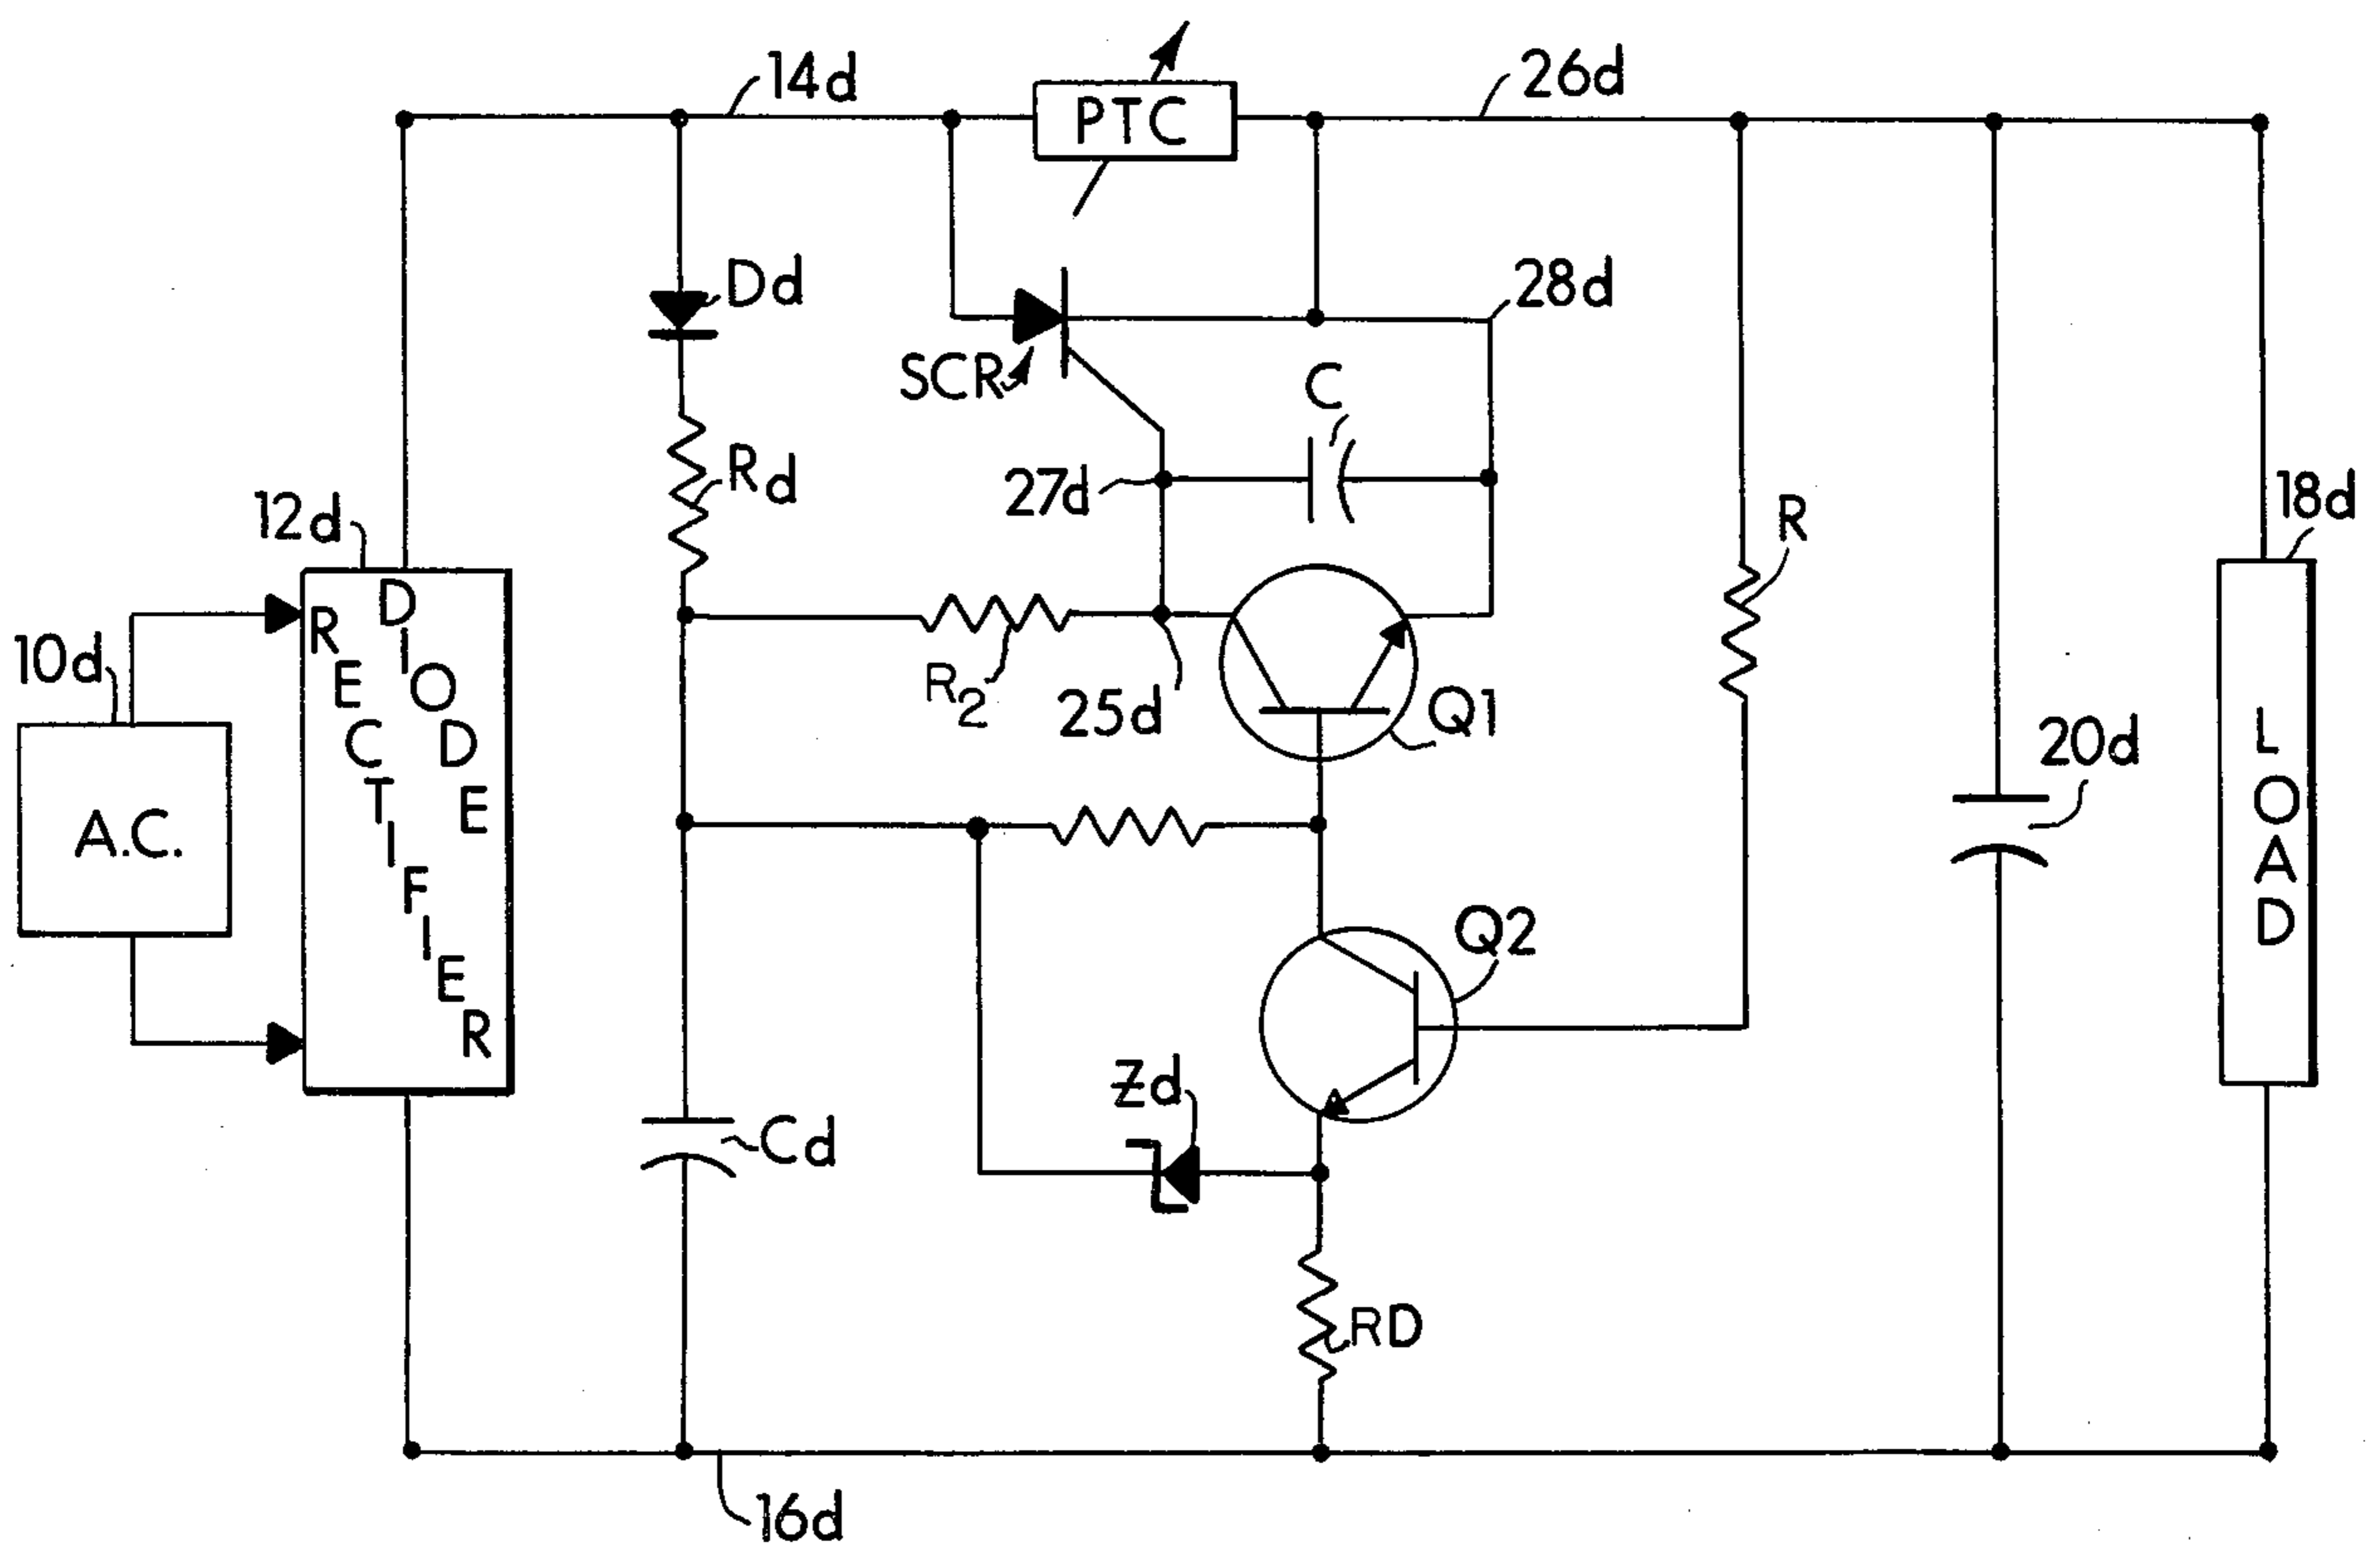 14d
26d
PTC
Dd
28d
SCR
C
Rd
27d
12d
R
18d
DIODE
RECTIFIER
10d
R2
25d
Q1
20d
LOAD
A.C.
Q2
Zd
Cd
RD
16d